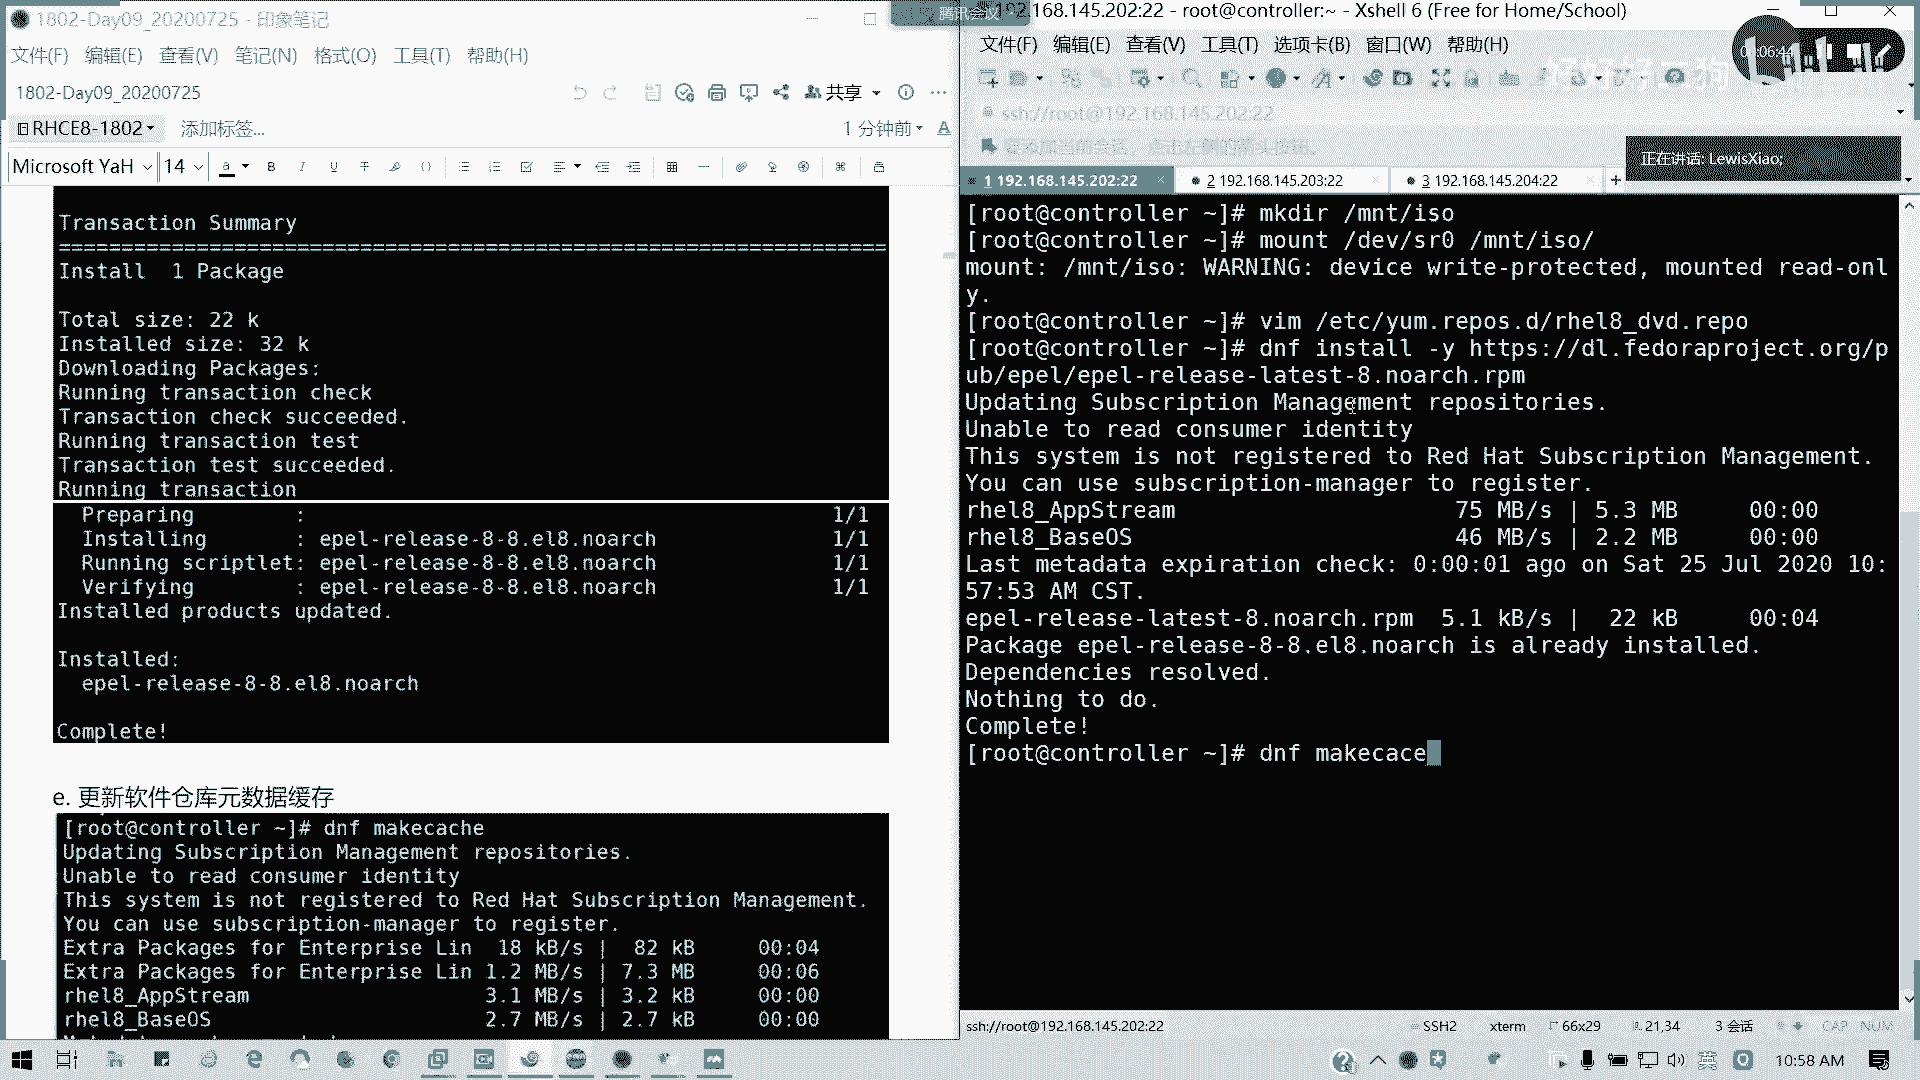 1802-Day09_20200725 - 印象笔记
文件(F) 编辑(E) 查看(V) 笔记(N) 格式(O) 工具(T) 帮助(H)
1802-Day09_20200725
共享
RHCE8-1802
添加标签...
1 分钟前
Microsoft YaH
14
Transaction Summary
================================================================
Install  1 Package
Total size: 22 k
Installed size: 32 k
Downloading Packages:
Running transaction check
Transaction check succeeded.
Running transaction test
Transaction test succeeded.
Running transaction
Preparing        :                                           1/1
Installing       : epel-release-8-8.el8.noarch               1/1
Running scriptlet: epel-release-8-8.el8.noarch               1/1
Verifying        : epel-release-8-8.el8.noarch               1/1
Installed products updated.
Installed:
epel-release-8-8.el8.noarch
Complete!
e. 更新软件仓库元数据缓存
[root@controller ~]# dnf makecache
Updating Subscription Management repositories.
Unable to read consumer identity
This system is not registered to Red Hat Subscription Management.
You can use subscription-manager to register.
Extra Packages for Enterprise Lin  18 kB/s |  82 kB     00:04
Extra Packages for Enterprise Lin 1.2 MB/s | 7.3 MB     00:06
rhel8_AppStream                   3.1 MB/s | 3.2 kB     00:00
rhel8_BaseOS                      2.7 MB/s | 2.7 kB     00:00
腾讯会议
192.168.145.202:22 - root@controller:~ - Xshell 6 (Free for Home/School)
文件(F) 编辑(E) 查看(V) 工具(T) 选项卡(B) 窗口(W) 帮助(H)
06:44
ssh://root@192.168.145.202:22
要添加当前会话，点击左侧的箭头按钮。
正在讲话: LewisXiao;
1 192.168.145.202:22
2 192.168.145.203:22
3 192.168.145.204:22
[root@controller ~]# mkdir /mnt/iso
[root@controller ~]# mount /dev/sr0 /mnt/iso/
mount: /mnt/iso: WARNING: device write-protected, mounted read-onl
y.
[root@controller ~]# vim /etc/yum.repos.d/rhel8_dvd.repo
[root@controller ~]# dnf install -y https://dl.fedoraproject.org/p
ub/epel/epel-release-latest-8.noarch.rpm
Updating Subscription Management repositories.
Unable to read consumer identity
This system is not registered to Red Hat Subscription Management.
You can use subscription-manager to register.
rhel8_AppStream                    75 MB/s | 5.3 MB     00:00
rhel8_BaseOS                       46 MB/s | 2.2 MB     00:00
Last metadata expiration check: 0:00:01 ago on Sat 25 Jul 2020 10:
57:53 AM CST.
epel-release-latest-8.noarch.rpm  5.1 kB/s |  22 kB     00:04
Package epel-release-8-8.el8.noarch is already installed.
Dependencies resolved.
Nothing to do.
Complete!
[root@controller ~]# dnf makecace
ssh://root@192.168.145.202:22
SSH2
xterm
66x29
21,34
3 会话
CAP NUM
英
10:58 AM